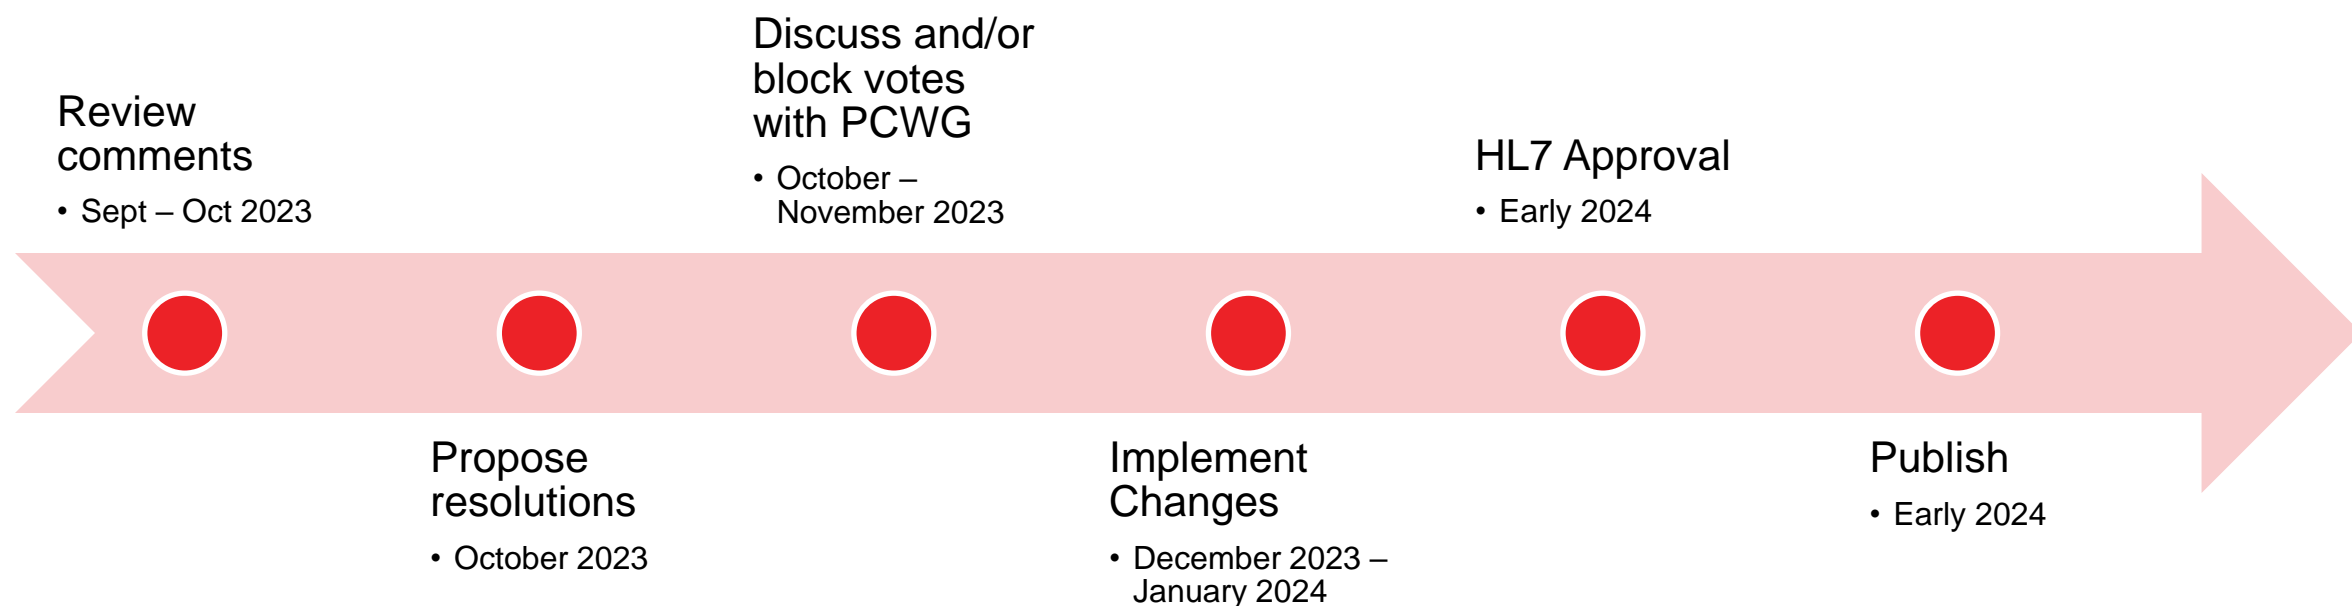 Review
comments
• Sept – Oct 2023
Propose
resolutions
• October 2023
Discuss and/or
block votes
with PCWG
• October –
November 2023
Implement
Changes
• December 2023 –
January 2024
HL7 Approval
• Early 2024
Publish
• Early 2024